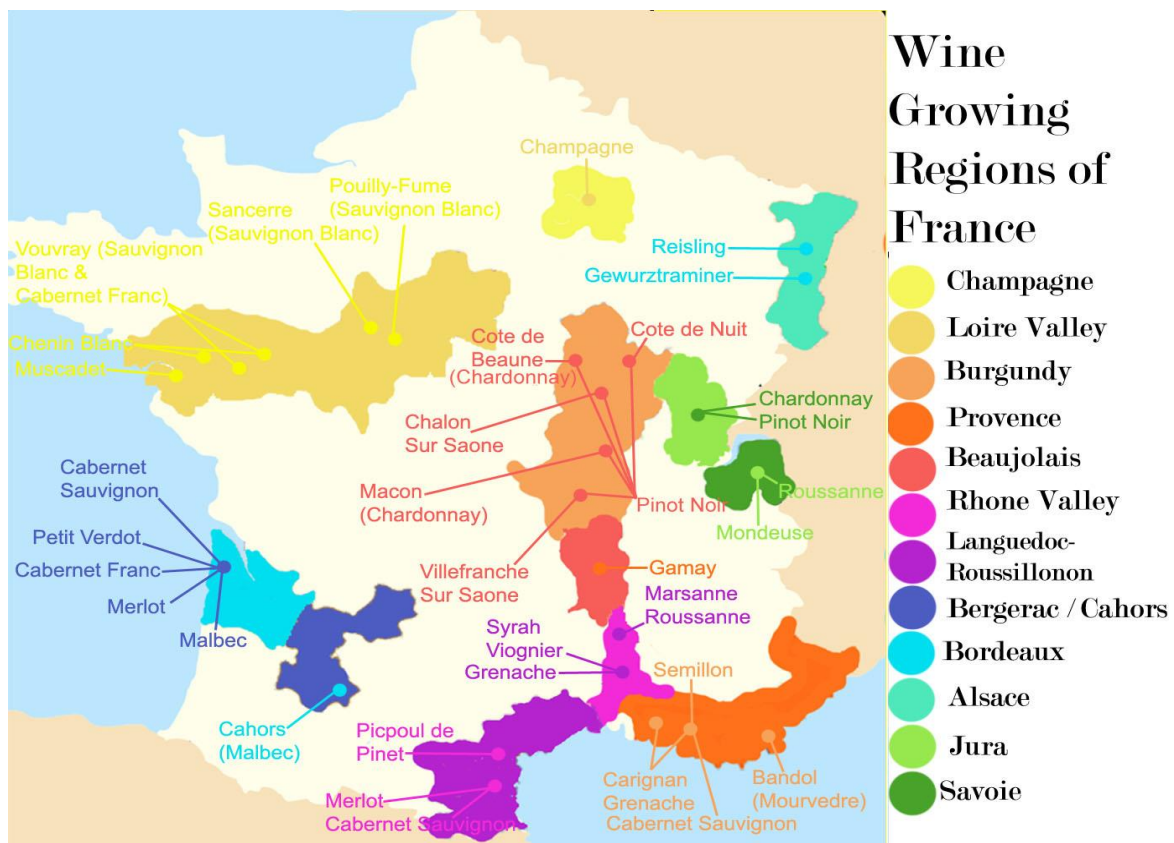 Wine
Growing
Regions of
France
Champagne
Loire Valley
Burgundy
Provence
Beaujolais
Rhone Valley
Languedoc-
Roussillonon
Bergerac / Cahors
Bordeaux
Alsace
Jura
Savoie
Champagne
Pouilly-Fume
(Sauvignon Blanc)
Sancerre
(Sauvignon Blanc)
Vouvray (Sauvignon
Blanc &
Cabernet Franc)
Chenin Blanc
Muscadet
Reisling
Gewurztraminer
Cote de
Beaune
(Chardonnay)
Cote de Nuit
Chalon
Sur Saone
Macon
(Chardonnay)
Pinot Noir
Villefranche
Sur Saone
Chardonnay
Pinot Noir
Roussanne
Mondeuse
Gamay
Cabernet
Sauvignon
Petit Verdot
Cabernet Franc
Merlot
Malbec
Cahors
(Malbec)
Marsanne
Roussanne
Syrah
Viognier
Grenache
Picpoul de
Pinet
Merlot
Cabernet Sauvignon
Semillon
Carignan
Grenache
Cabernet Sauvignon
Bandol
(Mourvedre)